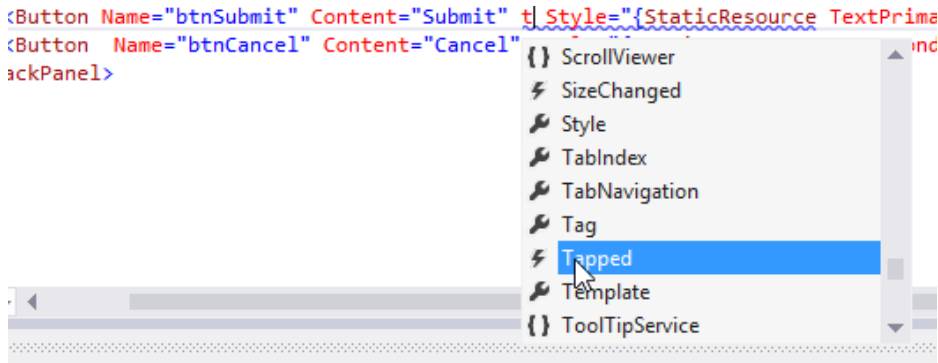 <Button Name="btnSubmit" Content="Submit" t Style="{StaticResource TextPrima
<Button Name="btnCancel" Content="Cancel"
ackPanel>
{ } ScrollViewer
SizeChanged
Style
TabIndex
TabNavigation
Tag
Tapped
Template
{ } ToolTipService